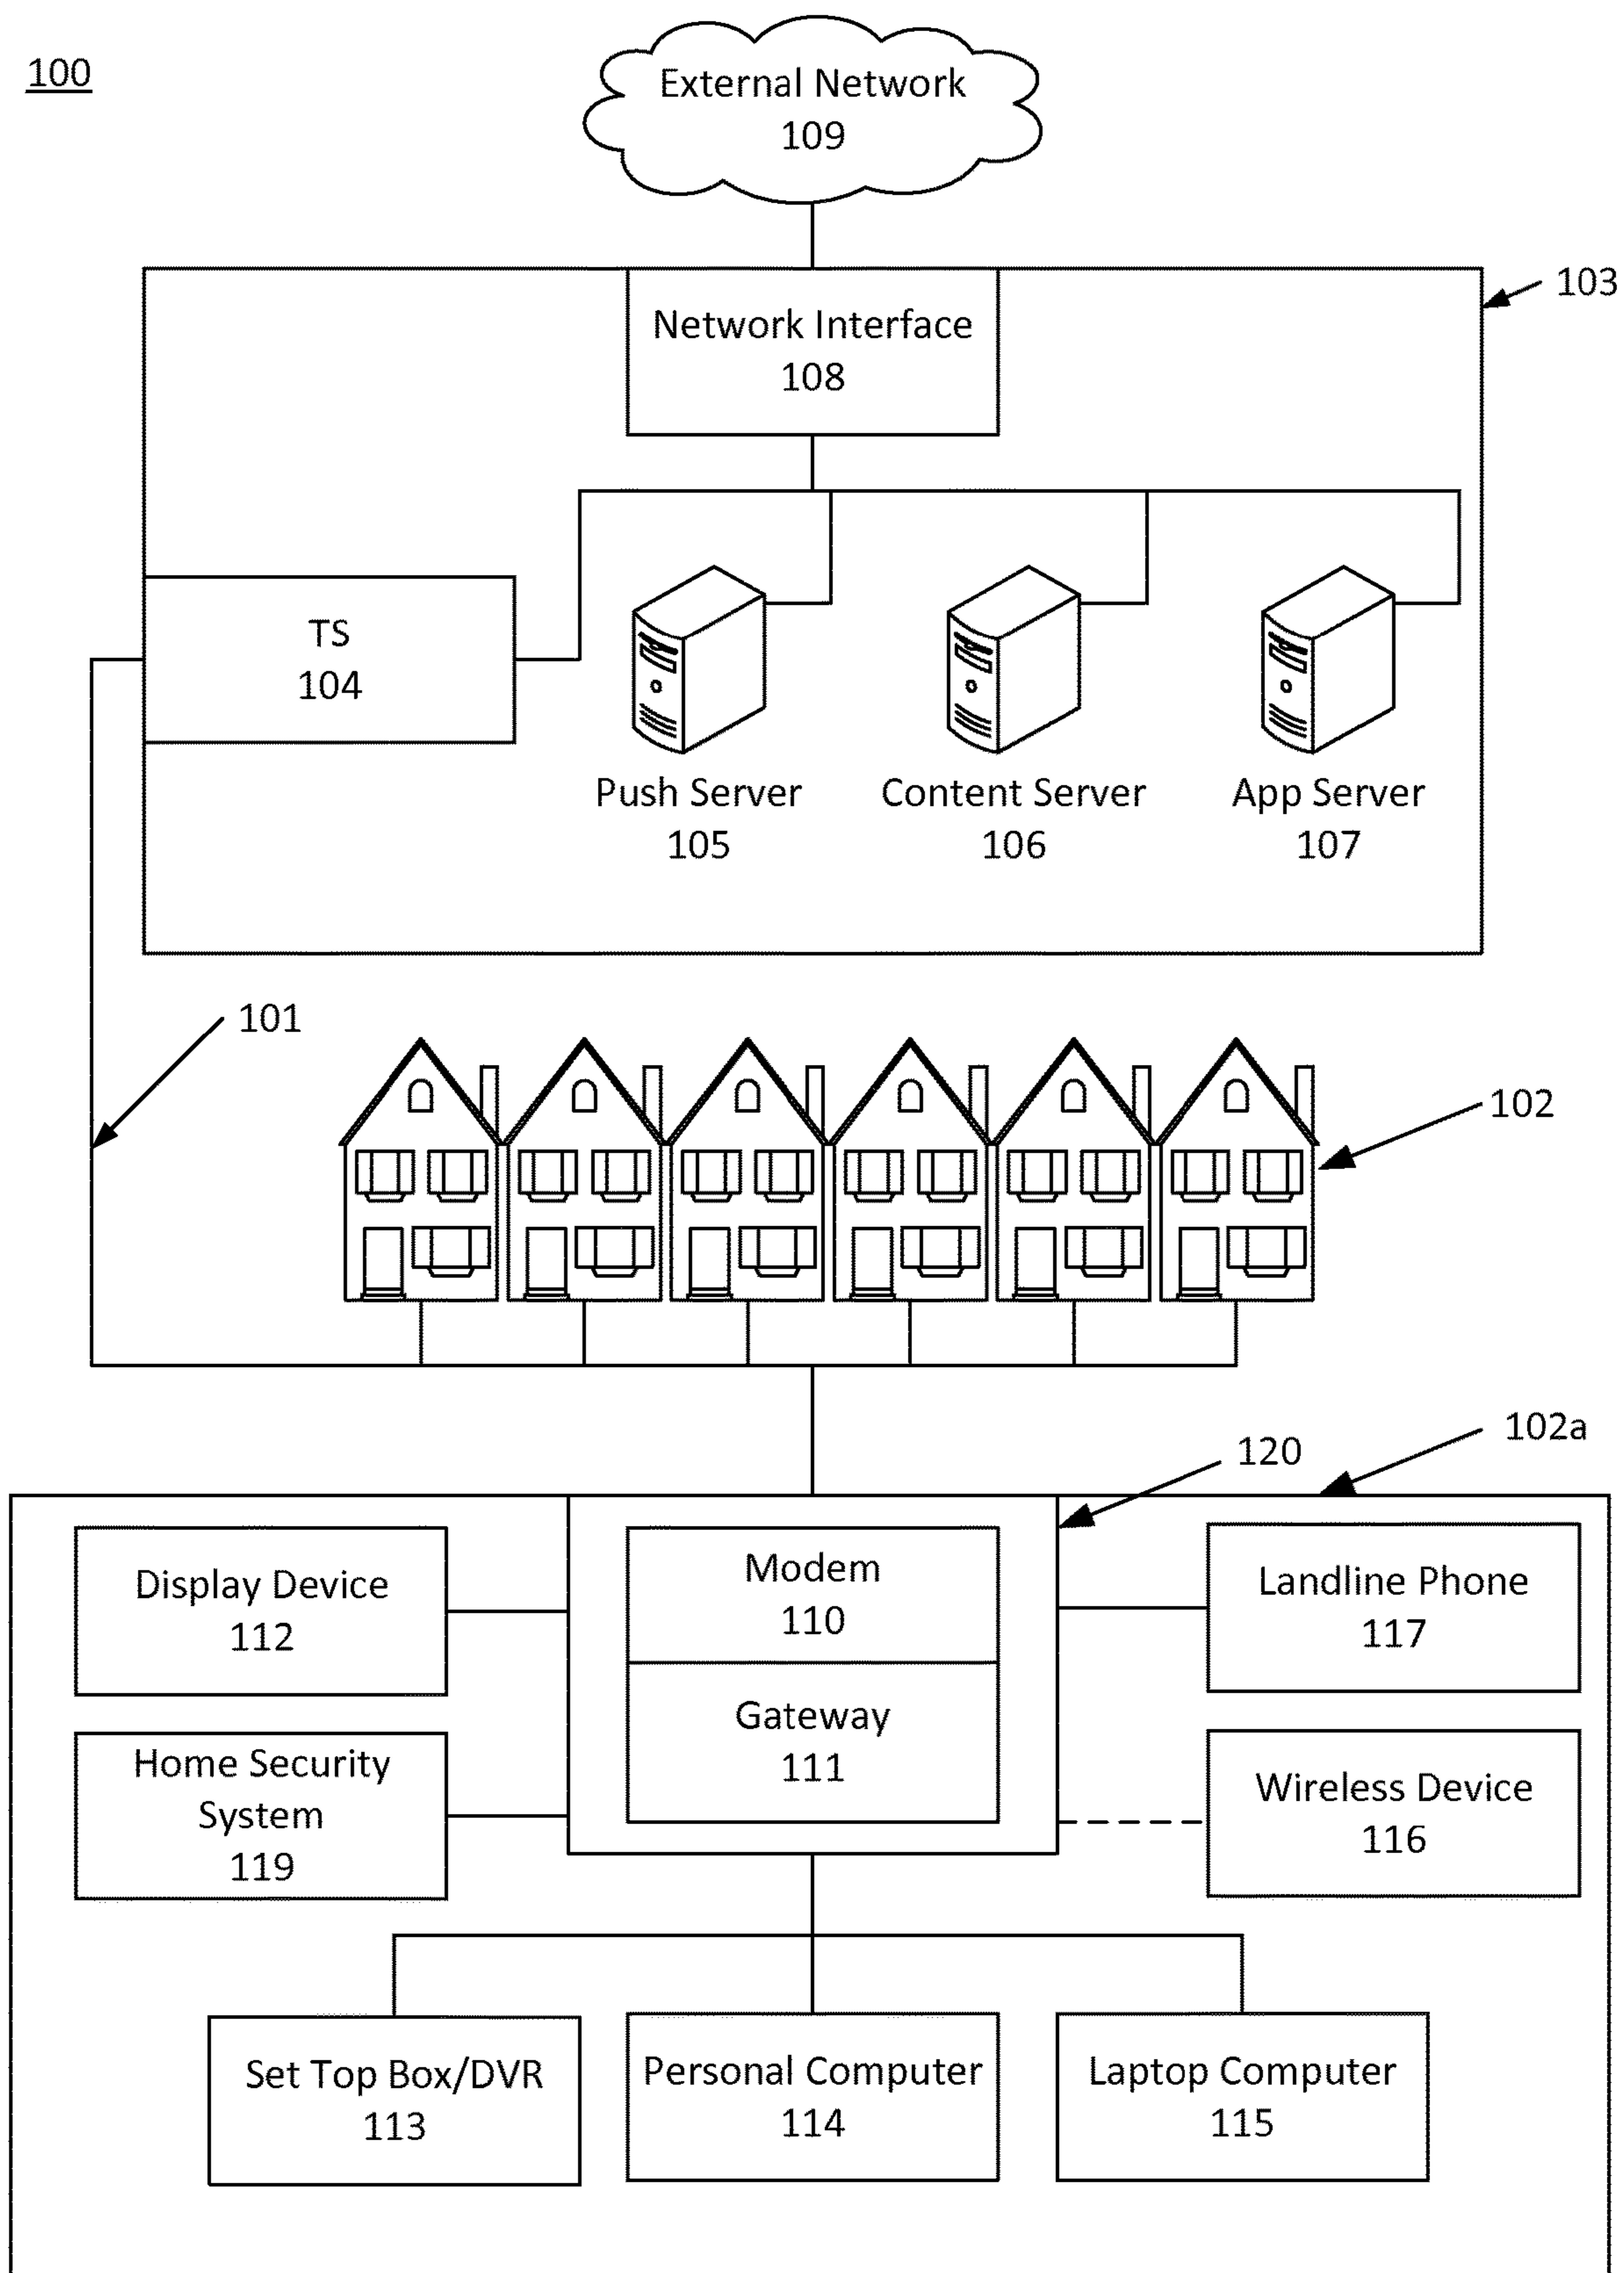 100
External Network
109
103
Network Interface
108
TS
104
Push Server
105
Content Server
106
App Server
107
101
102
102a
120
Display Device
112
Modem
110
Landline Phone
117
Home Security
System
119
Gateway
111
Wireless Device
116
Set Top Box/DVR
113
Personal Computer
114
Laptop Computer
115